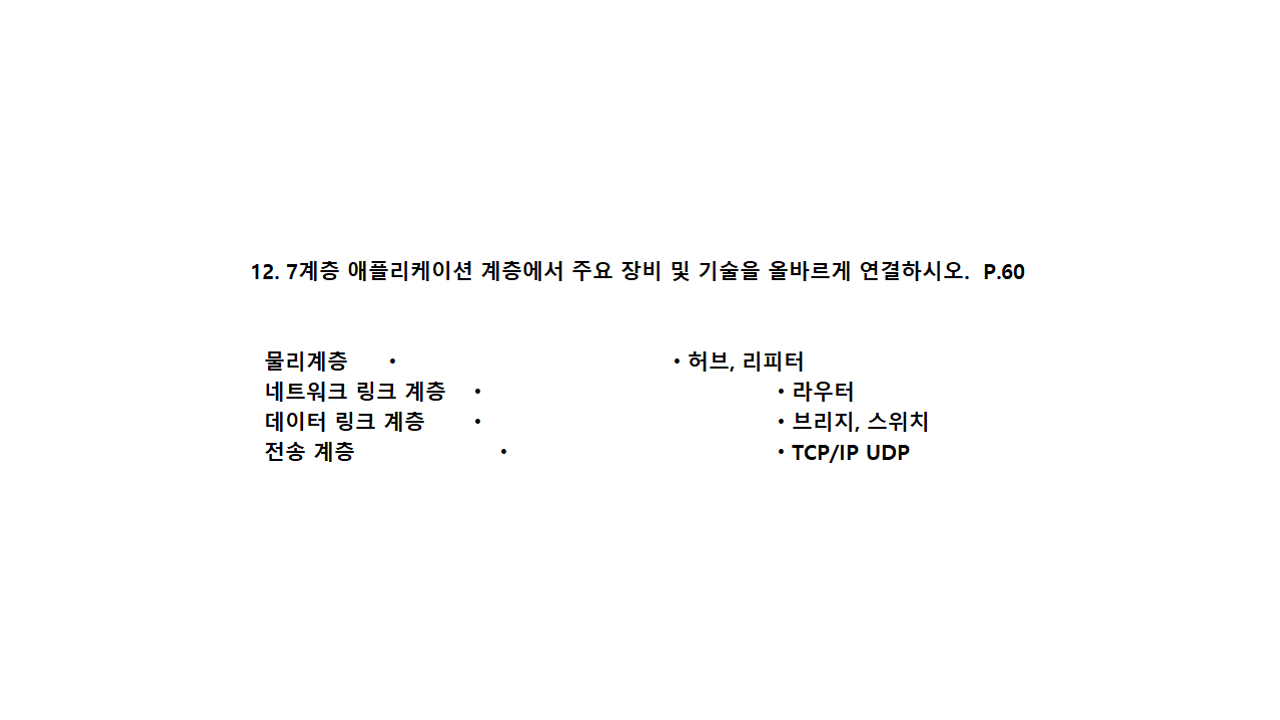 12. 7계층 애플리케이션 계층에서 주요 장비 및 기술을 올바르게 연결하시오. P.60
물리계층 • • 허브, 리피터
네트워크 링크 계층 • • 라우터
데이터 링크 계층 • • 브리지, 스위치
전송 계층 • • TCP/IP UDP